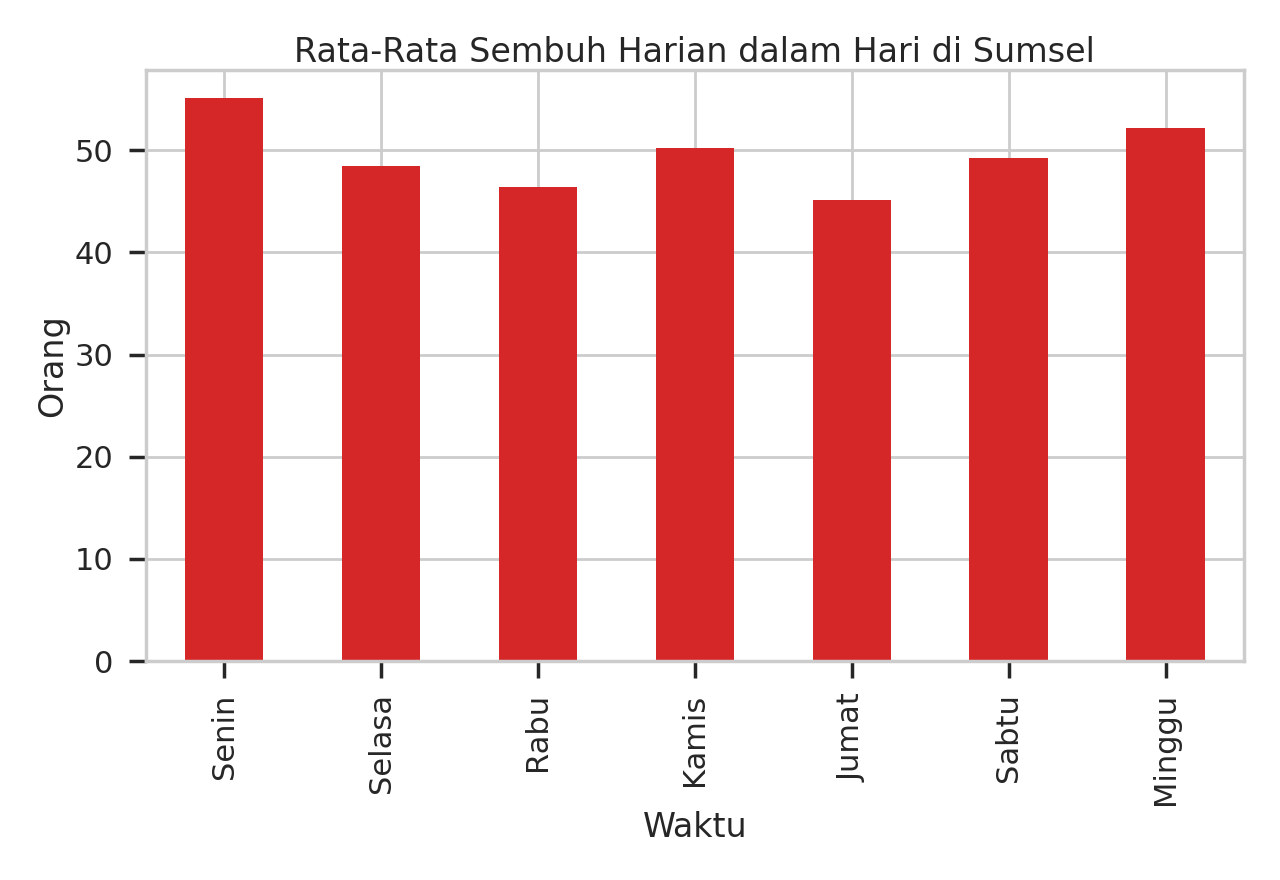 Rata-Rata Sembuh Harian dalam Hari di Sumsel
Orang
50
40
30
20
10
0
Senin
Selasa
Rabu
Kamis
Jumat
Sabtu
Minggu
Waktu